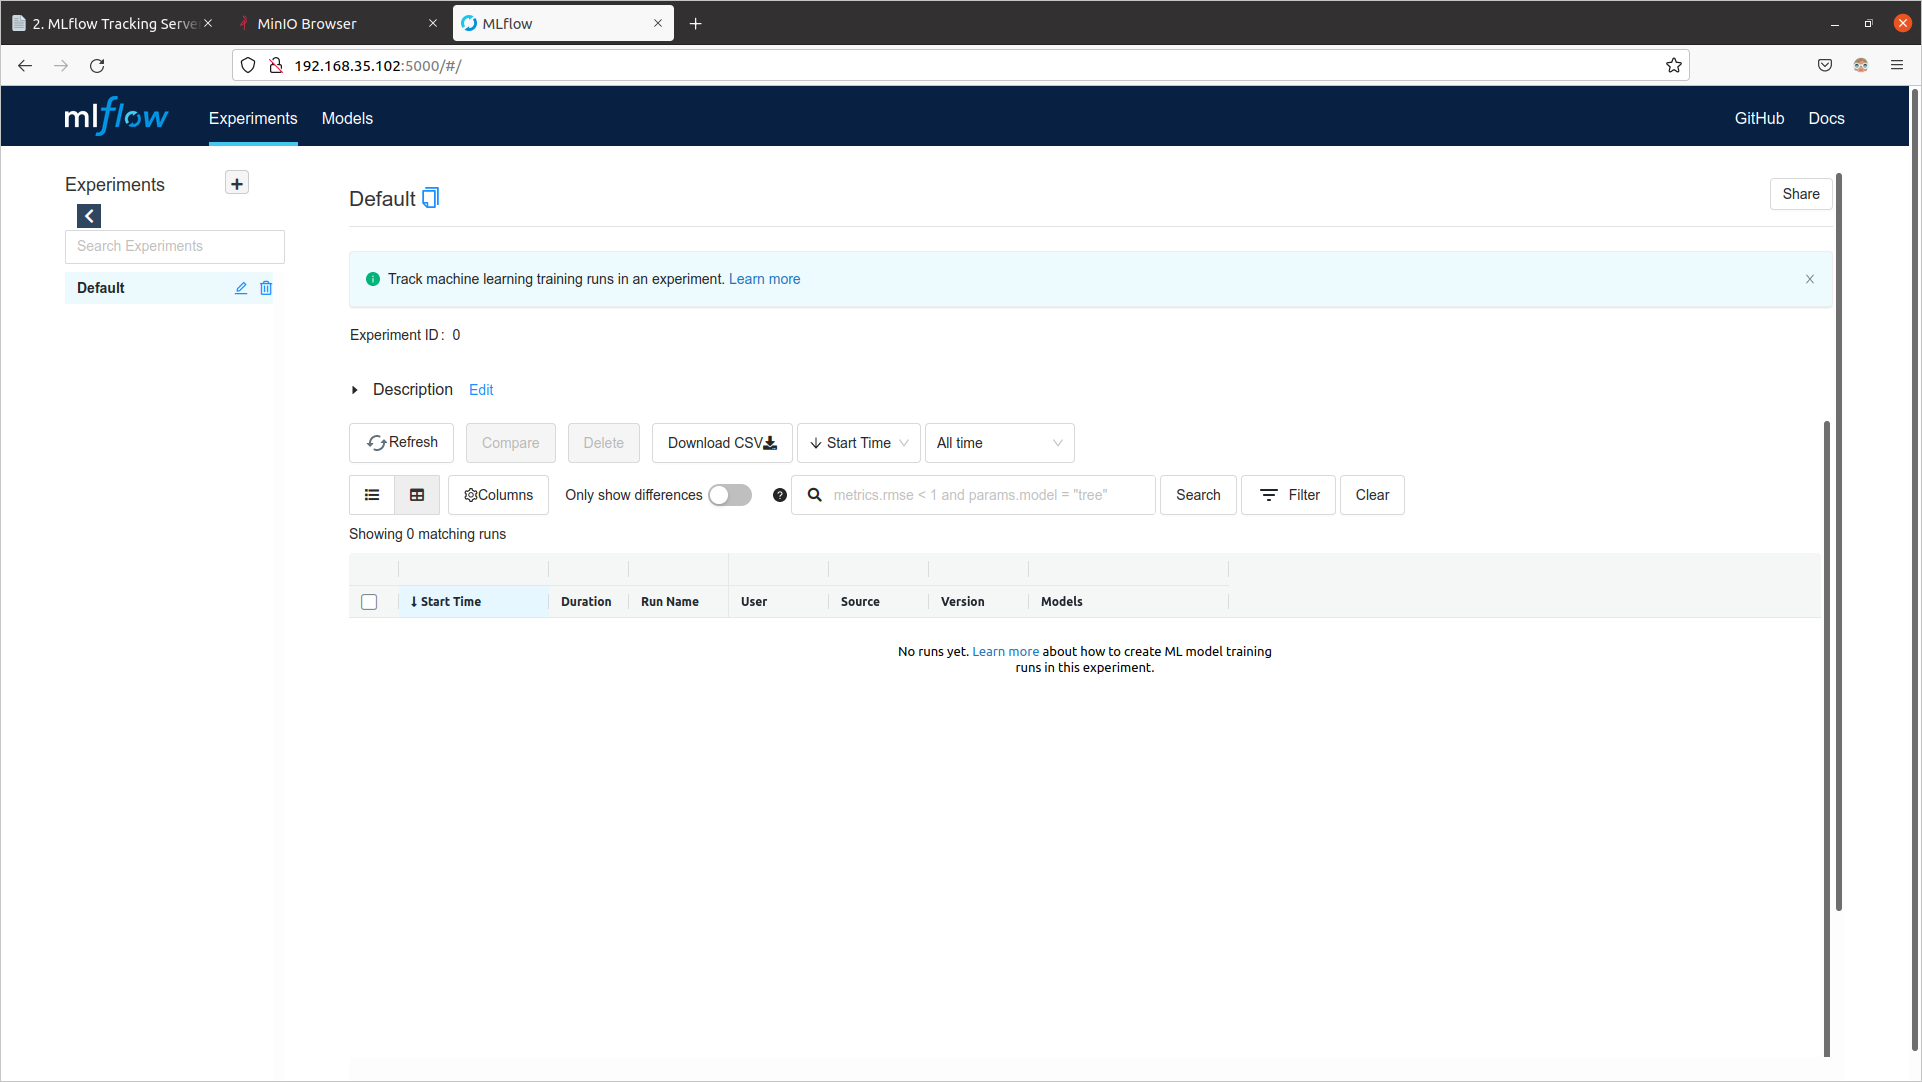 2. MLflow Tracking Serve
MinIO Browser
MLflow
192.168.35.102:5000/#/
mlflow
Experiments
Models
GitHub
Docs
Experiments
Search Experiments
Default
Default
Share
Track machine learning training runs in an experiment. Learn more
Experiment ID: 0
Description Edit
Refresh
Compare
Delete
Download CSV
Start Time
All time
Columns
Only show differences
metrics.rmse < 1 and params.model = "tree"
Search
Filter
Clear
Showing 0 matching runs
Start Time
Duration
Run Name
User
Source
Version
Models
No runs yet. Learn more about how to create ML model training
runs in this experiment.